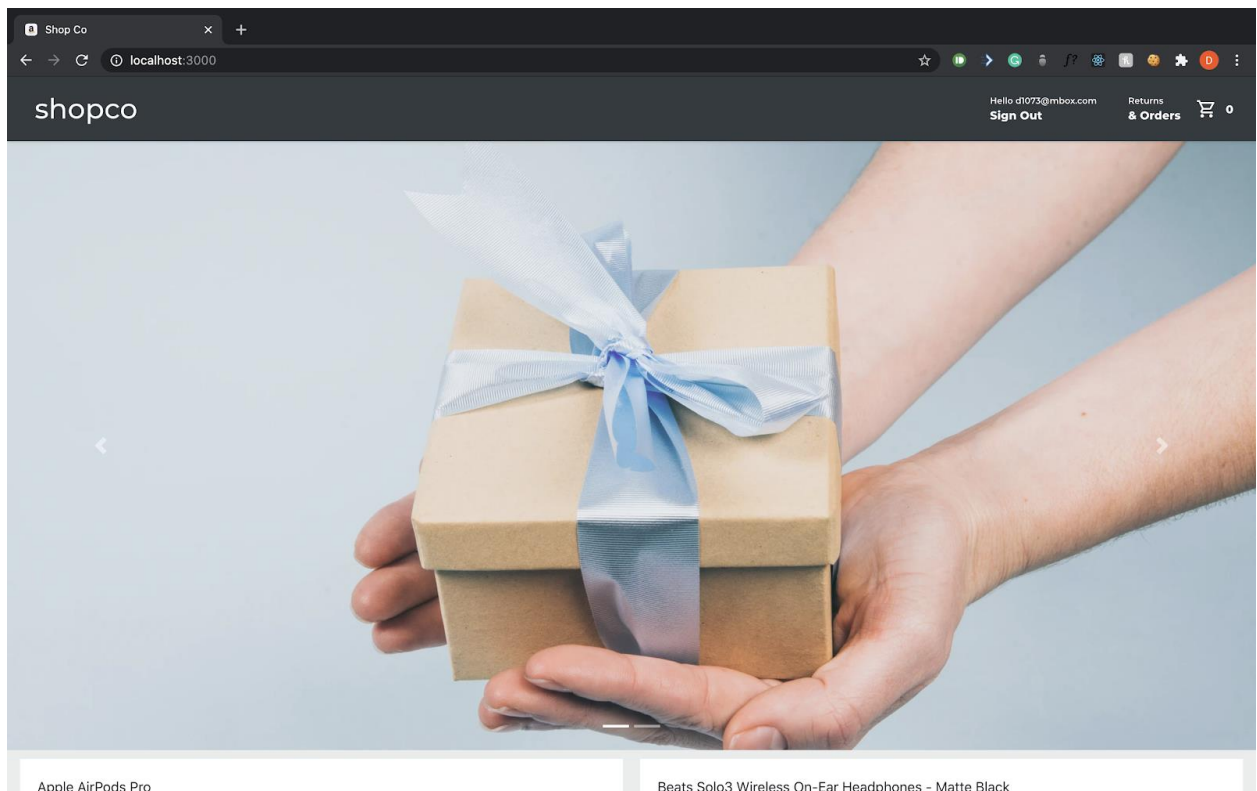 Shop Co
localhost:3000
shopco
Hello d1073@mbox.com
Sign Out
Returns
& Orders
0
Apple AirPods Pro
Beats Solo3 Wireless On-Ear Headphones - Matte Black